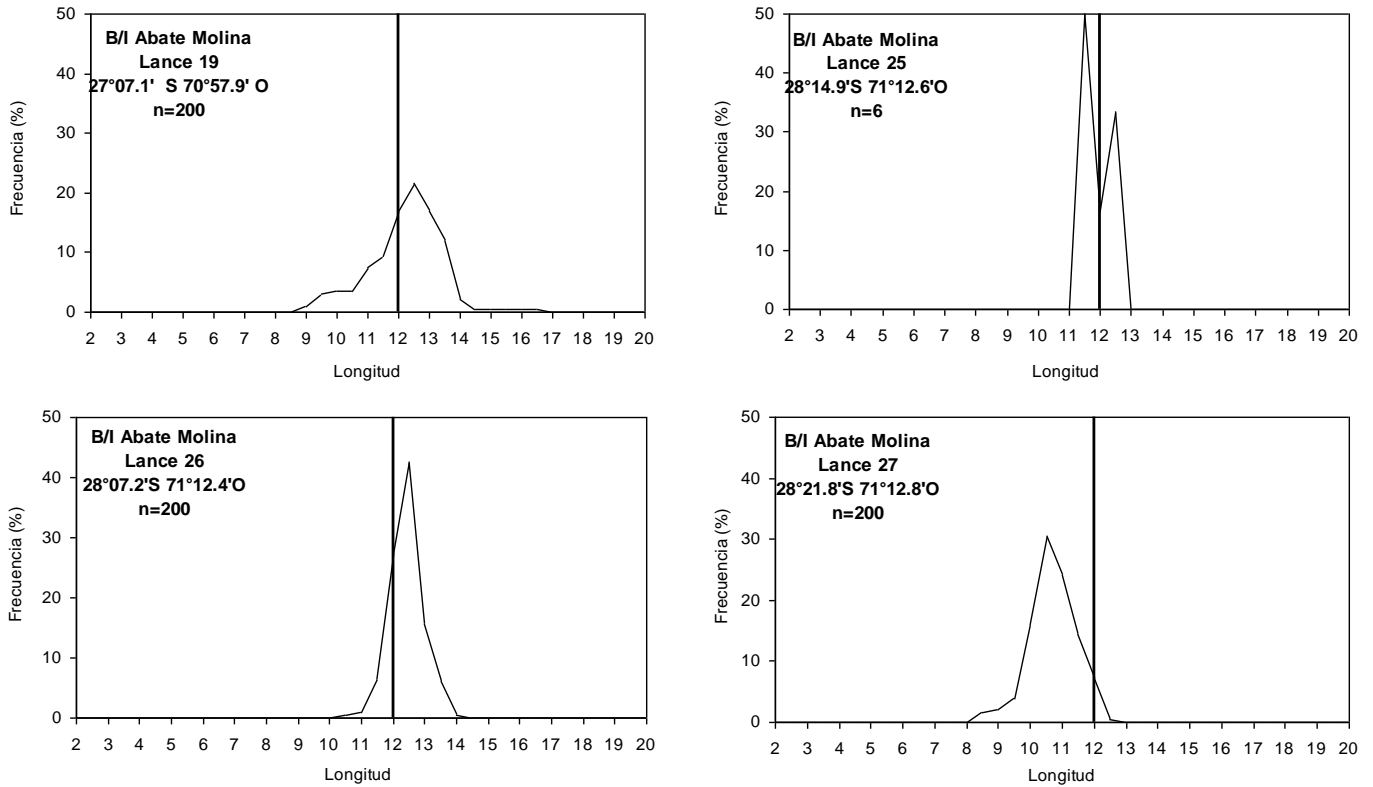 B/I Abate Molina
Lance 19
27°07.1' S 70°57.9' O
n=200
Frecuencia (%)
50
40
30
20
10
0
2 3 4 5 6 7 8 9 10 11 12 13 14 15 16 17 18 19 20
Longitud
B/I Abate Molina
Lance 25
28°14.9'S 71°12.6'O
n=6
Frecuencia (%)
50
40
30
20
10
0
2 3 4 5 6 7 8 9 10 11 12 13 14 15 16 17 18 19 20
Longitud
B/I Abate Molina
Lance 26
28°07.2'S 71°12.4'O
n=200
Frecuencia (%)
50
40
30
20
10
0
2 3 4 5 6 7 8 9 10 11 12 13 14 15 16 17 18 19 20
Longitud
B/I Abate Molina
Lance 27
28°21.8'S 71°12.8'O
n=200
Frecuencia (%)
50
40
30
20
10
0
2 3 4 5 6 7 8 9 10 11 12 13 14 15 16 17 18 19 20
Longitud